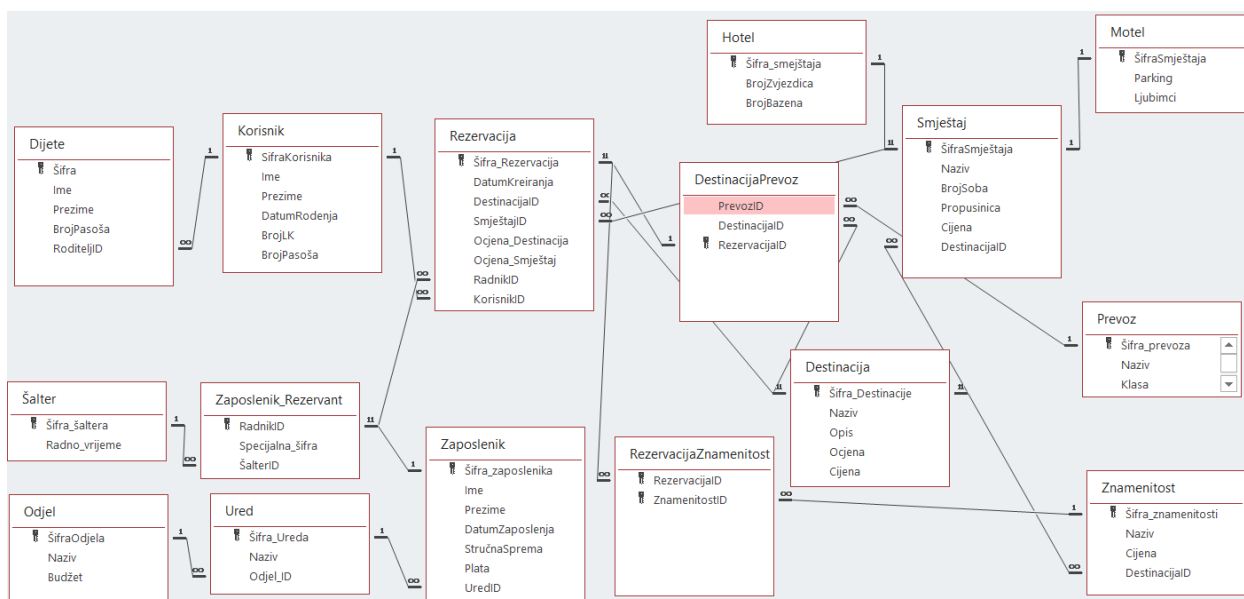 Hotel
Šifra_smejštaja
BrojZvjezdica
BrojBazena
Motel
ŠifraSmještaja
Parking
Ljubimci
Dijete
Šifra
Ime
Prezime
BrojPasoša
RoditeljID
Korisnik
SifraKorisnika
Ime
Prezime
DatumRođenja
BrojLK
BrojPasoša
Rezervacija
Šifra_Rezervacija
DatumKreiranja
DestinacijaID
SmještajID
Ocjena_Destinacija
Ocjena_Smještaj
RadnikID
KorisnikID
DestinacijaPrevoz
PrevozID
DestinacijaID
RezervacijaID
Smještaj
ŠifraSmještaja
Naziv
BrojSoba
Propusinica
Cijena
DestinacijaID
Prevoz
Šifra_prevoza
Naziv
Klasa
Šalter
Šifra_šaltera
Radno_vrijeme
Zaposlenik_Rezervant
RadnikID
Specijalna_šifra
ŠalterID
Zaposlenik
Šifra_zaposlenika
Ime
Prezime
DatumZaposlenja
StručnaSprema
Plata
UredID
Destinacija
Šifra_Destinacije
Naziv
Opis
Ocjena
Cijena
RezervacijaZnamenitost
RezervacijaID
ZnamenitostID
Znamenitost
Šifra_znamenitosti
Naziv
Cijena
DestinacijaID
Odjel
ŠifraOdjela
Naziv
Budžet
Ured
Šifra_Ureda
Naziv
Odjel_ID